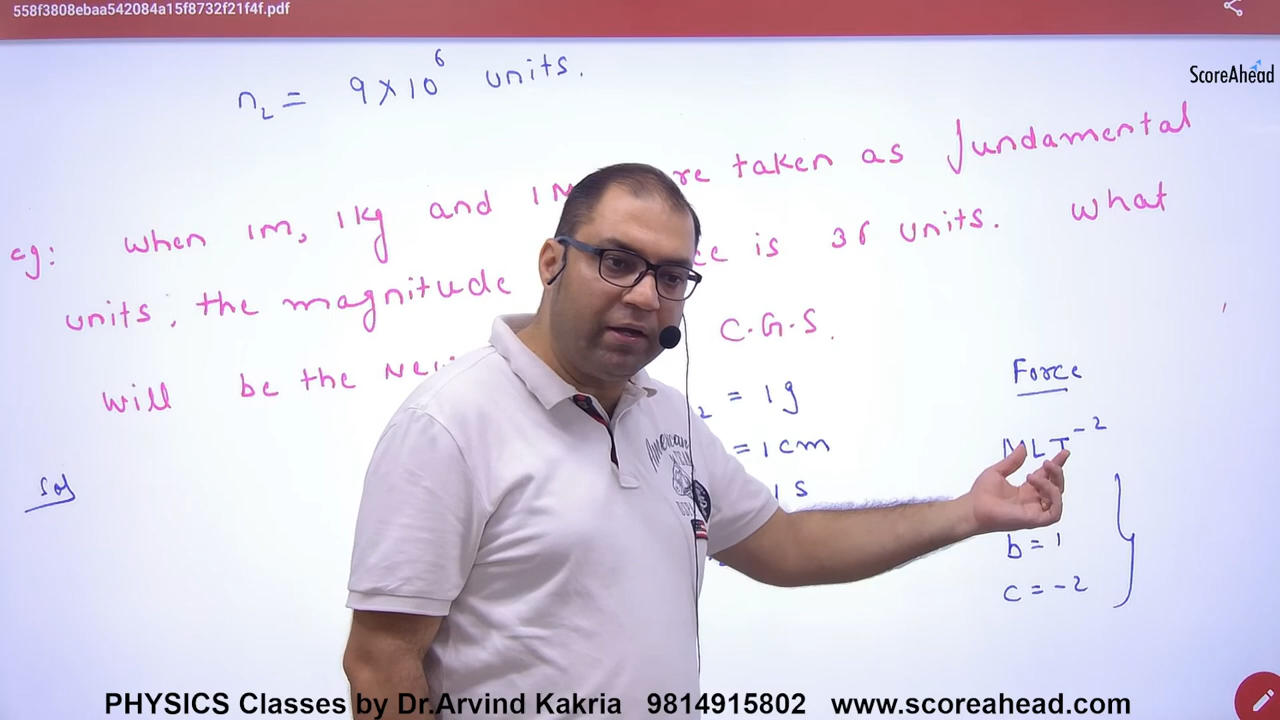 558f3808ebaa542084a15f8732f21f4f.pdf
ScoreAhead
n₂ = 9 × 10⁶ units.
eg: when 1m, 1kg and 1 re taken as fundamental
units, the magnitude ce is 36 units. what
will be the C.G.S.
Force
₂ = 1g
MLT⁻²
= 1cm
Sol
1 s
b = 1
c = -2
PHYSICS Classes by Dr.Arvind Kakria 9814915802 www.scoreahead.com